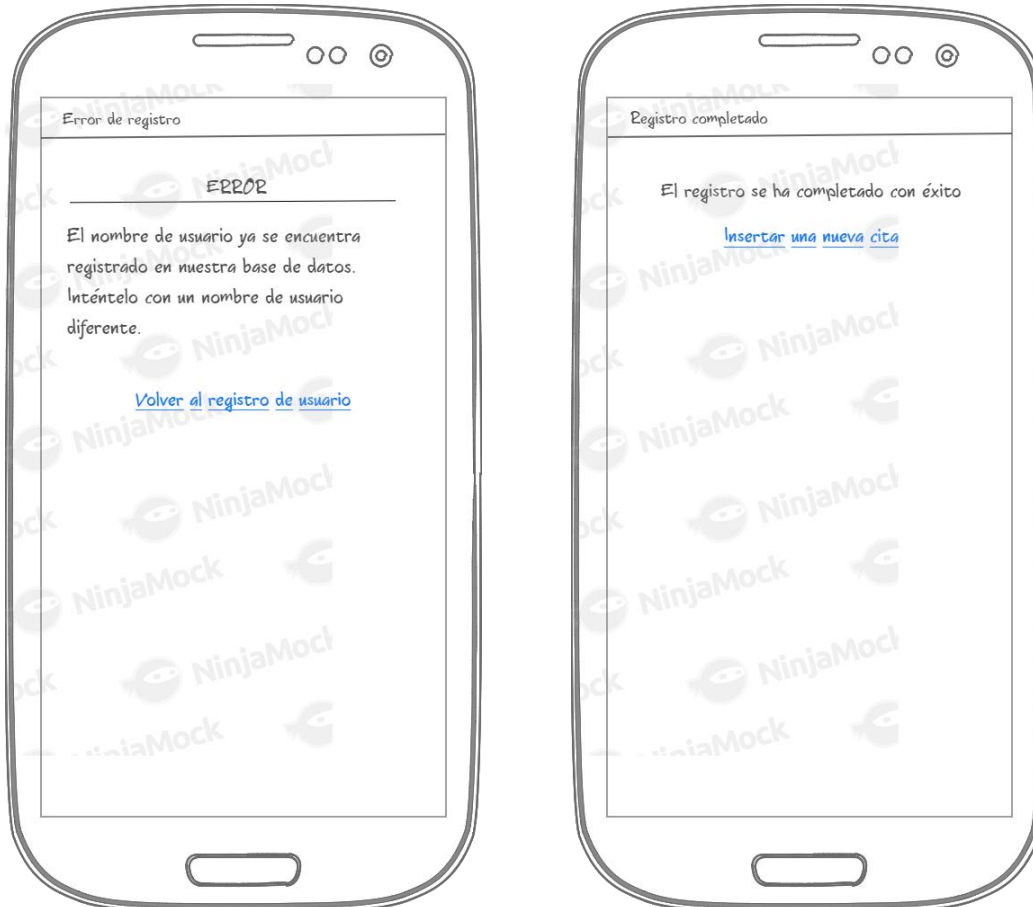 Error de registro
ERROR
El nombre de usuario ya se encuentra
registrado en nuestra base de datos.
Inténtelo con un nombre de usuario
diferente.
Volver al registro de usuario
Registro completado
El registro se ha completado con éxito
Insertar una nueva cita
NinjaMock